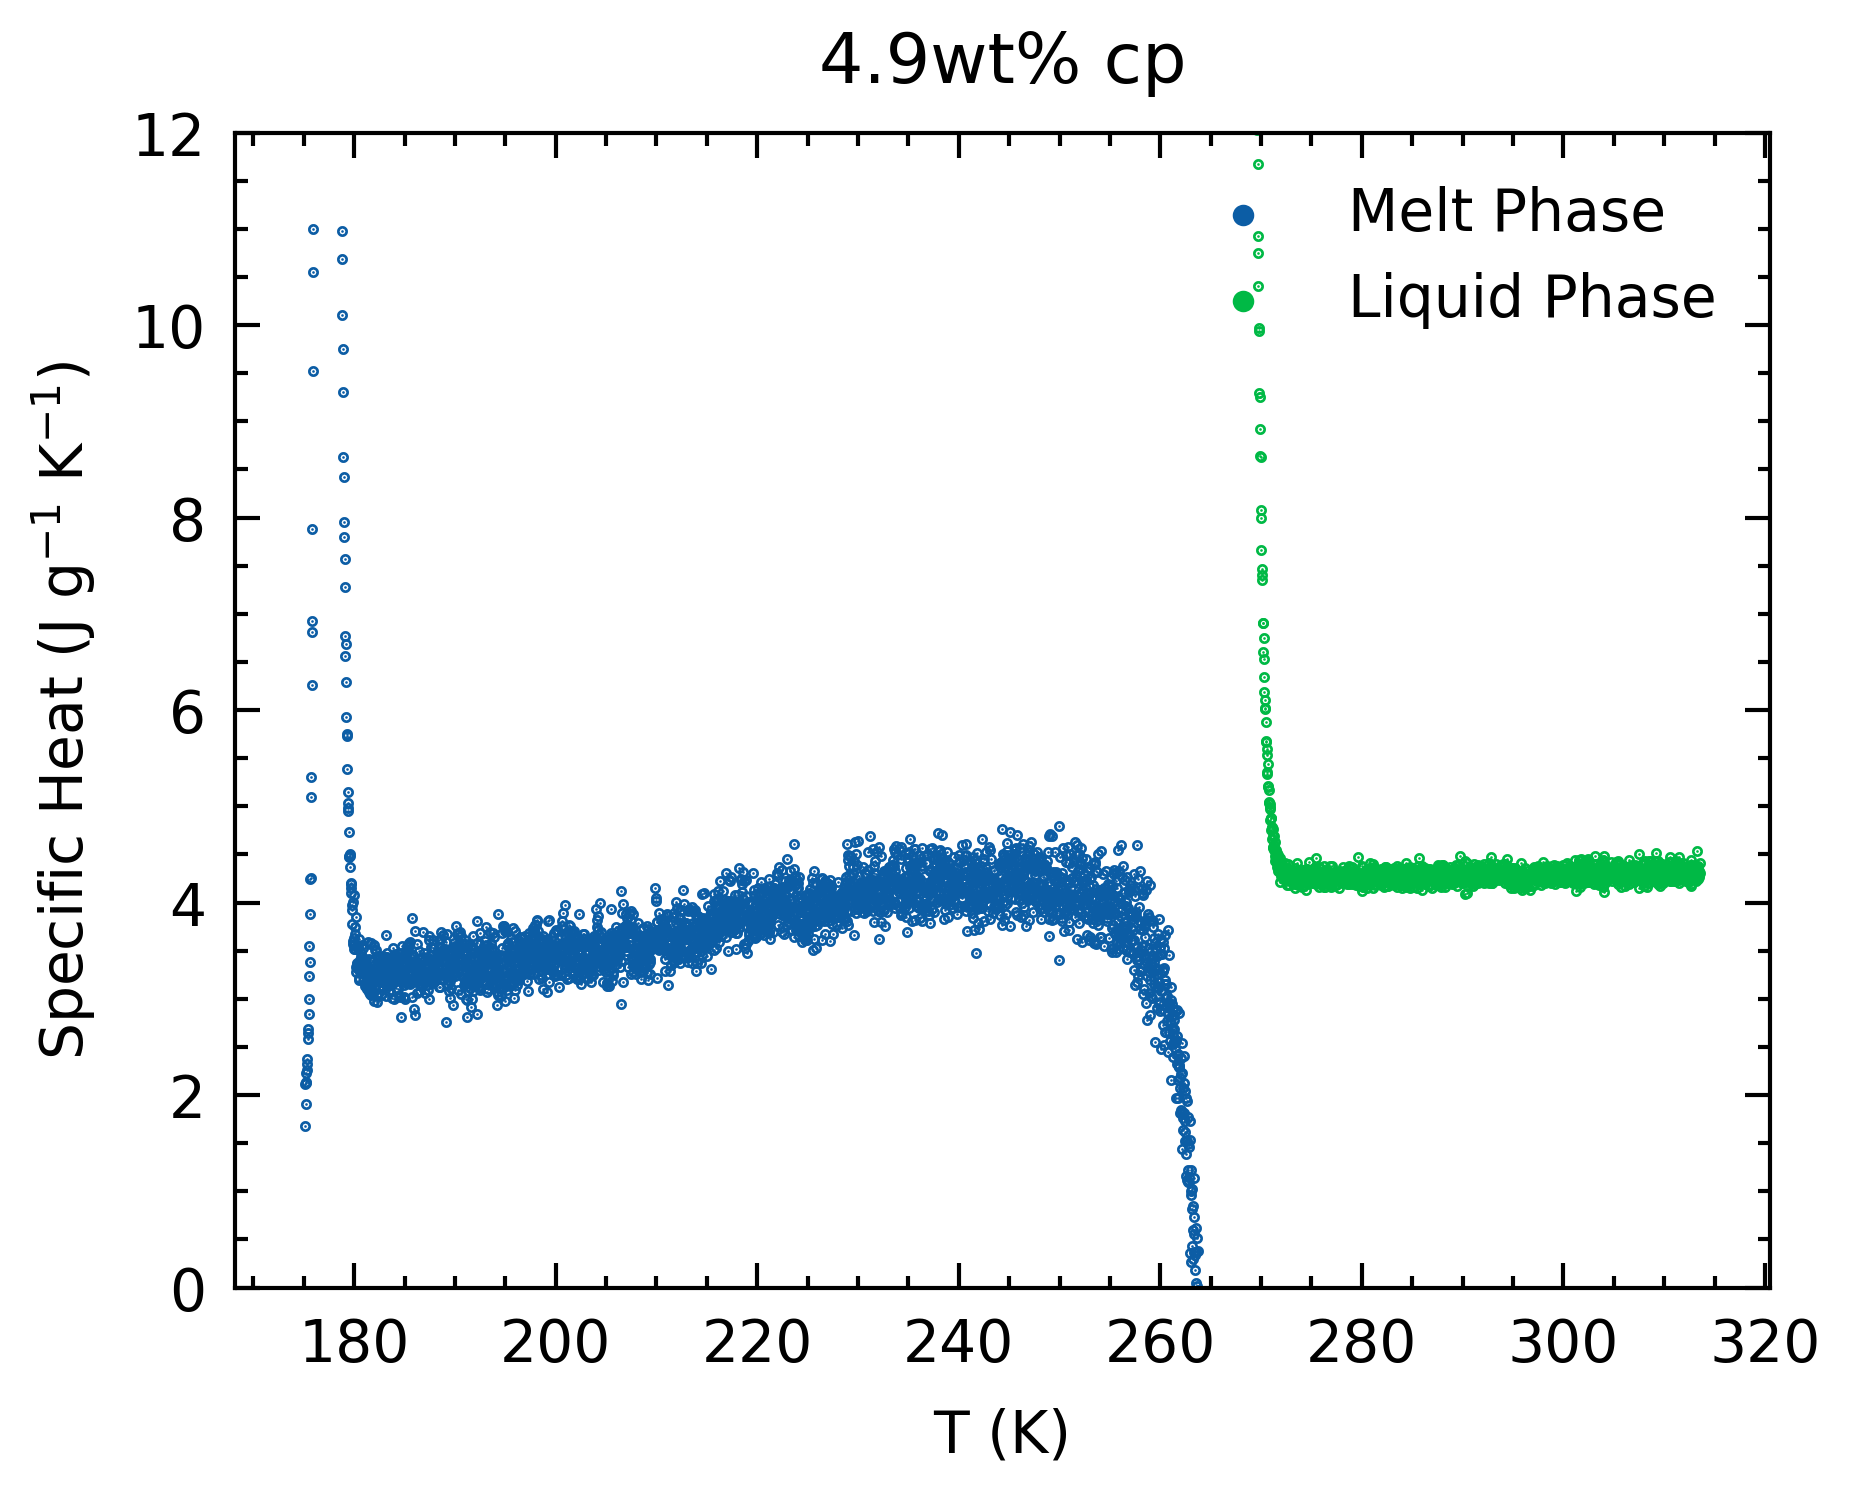 4.9wt% cp
12
10
8
6
4
2
0
Specific Heat (J g⁻¹ K⁻¹)
Melt Phase
Liquid Phase
180 200 220 240 260 280 300 320
T (K)